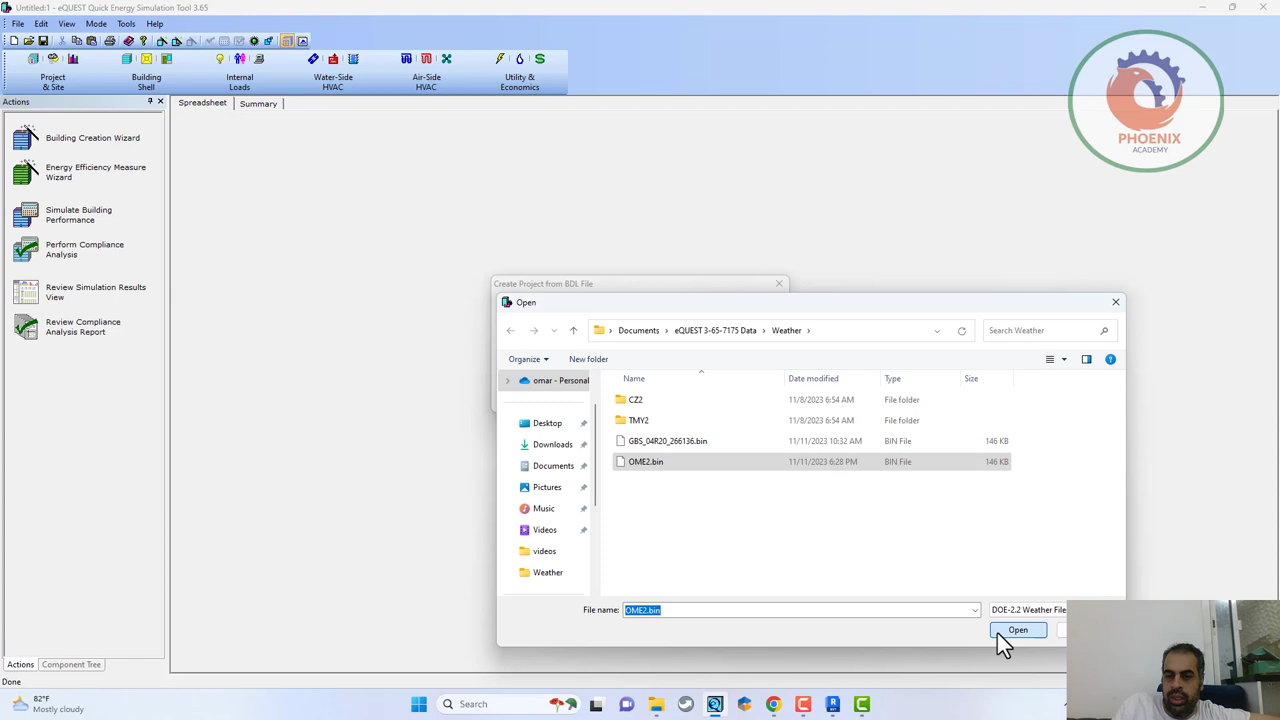 Untitled:1 - eQUEST Quick Energy Simulation Tool 3.65
File Edit View Mode Tools Help
Project & Site
Building Shell
Internal Loads
Water-Side HVAC
Air-Side HVAC
Utility & Economics
PHOENIX
ACADEMY
Actions
Spreadsheet Summary
Building Creation Wizard
Energy Efficiency Measure
Wizard
Simulate Building
Performance
Perform Compliance
Analysis
Review Simulation Results
View
Review Compliance
Analysis Report
Create Project from BDL File
Open
Documents > eQUEST 3-65-7175 Data > Weather >
Search Weather
Organize New folder
omar - Personal
Desktop
Downloads
Documents
Pictures
Music
Videos
videos
Weather
Name Date modified Type Size
CZ2 11/8/2023 6:54 AM File folder
TMY2 11/8/2023 6:54 AM File folder
GBS_04R20_266136.bin 11/11/2023 10:32 AM BIN File 146 KB
OME2.bin 11/11/2023 6:28 PM BIN File 146 KB
File name: OME2.bin DOE-2.2 Weather File
Open
Actions Component Tree
Done
82°F
Mostly cloudy
Search